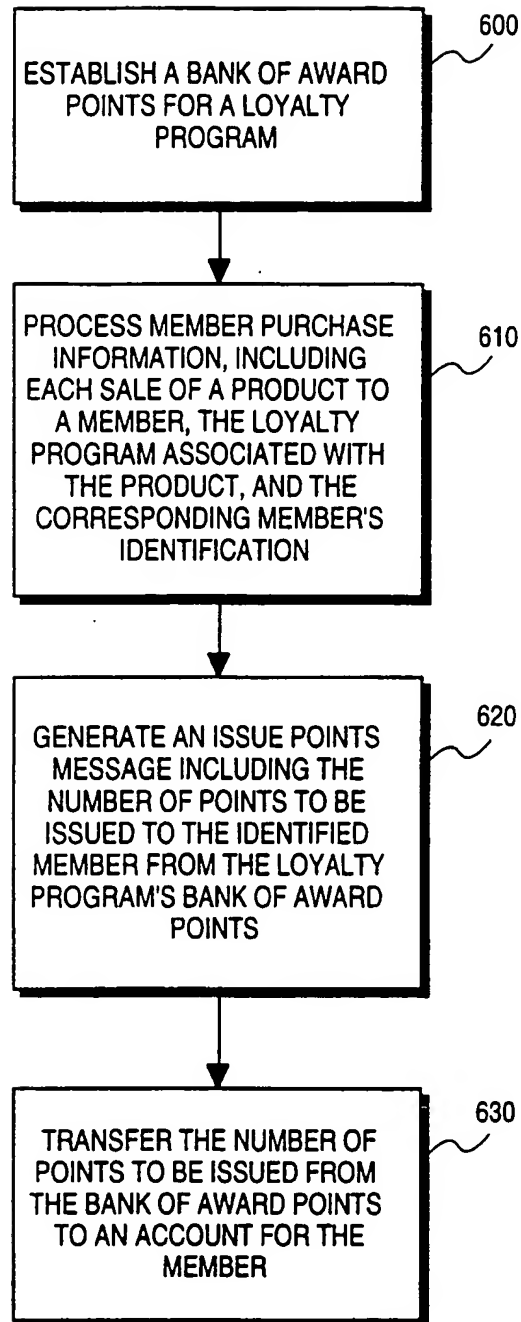 600
ESTABLISH A BANK OF AWARD
POINTS FOR A LOYALTY
PROGRAM
610
PROCESS MEMBER PURCHASE
INFORMATION, INCLUDING
EACH SALE OF A PRODUCT TO
A MEMBER, THE LOYALTY
PROGRAM ASSOCIATED WITH
THE PRODUCT, AND THE
CORRESPONDING MEMBER'S
IDENTIFICATION
620
GENERATE AN ISSUE POINTS
MESSAGE INCLUDING THE
NUMBER OF POINTS TO BE
ISSUED TO THE IDENTIFIED
MEMBER FROM THE LOYALTY
PROGRAM'S BANK OF AWARD
POINTS
630
TRANSFER THE NUMBER OF
POINTS TO BE ISSUED FROM
THE BANK OF AWARD POINTS
TO AN ACCOUNT FOR THE
MEMBER